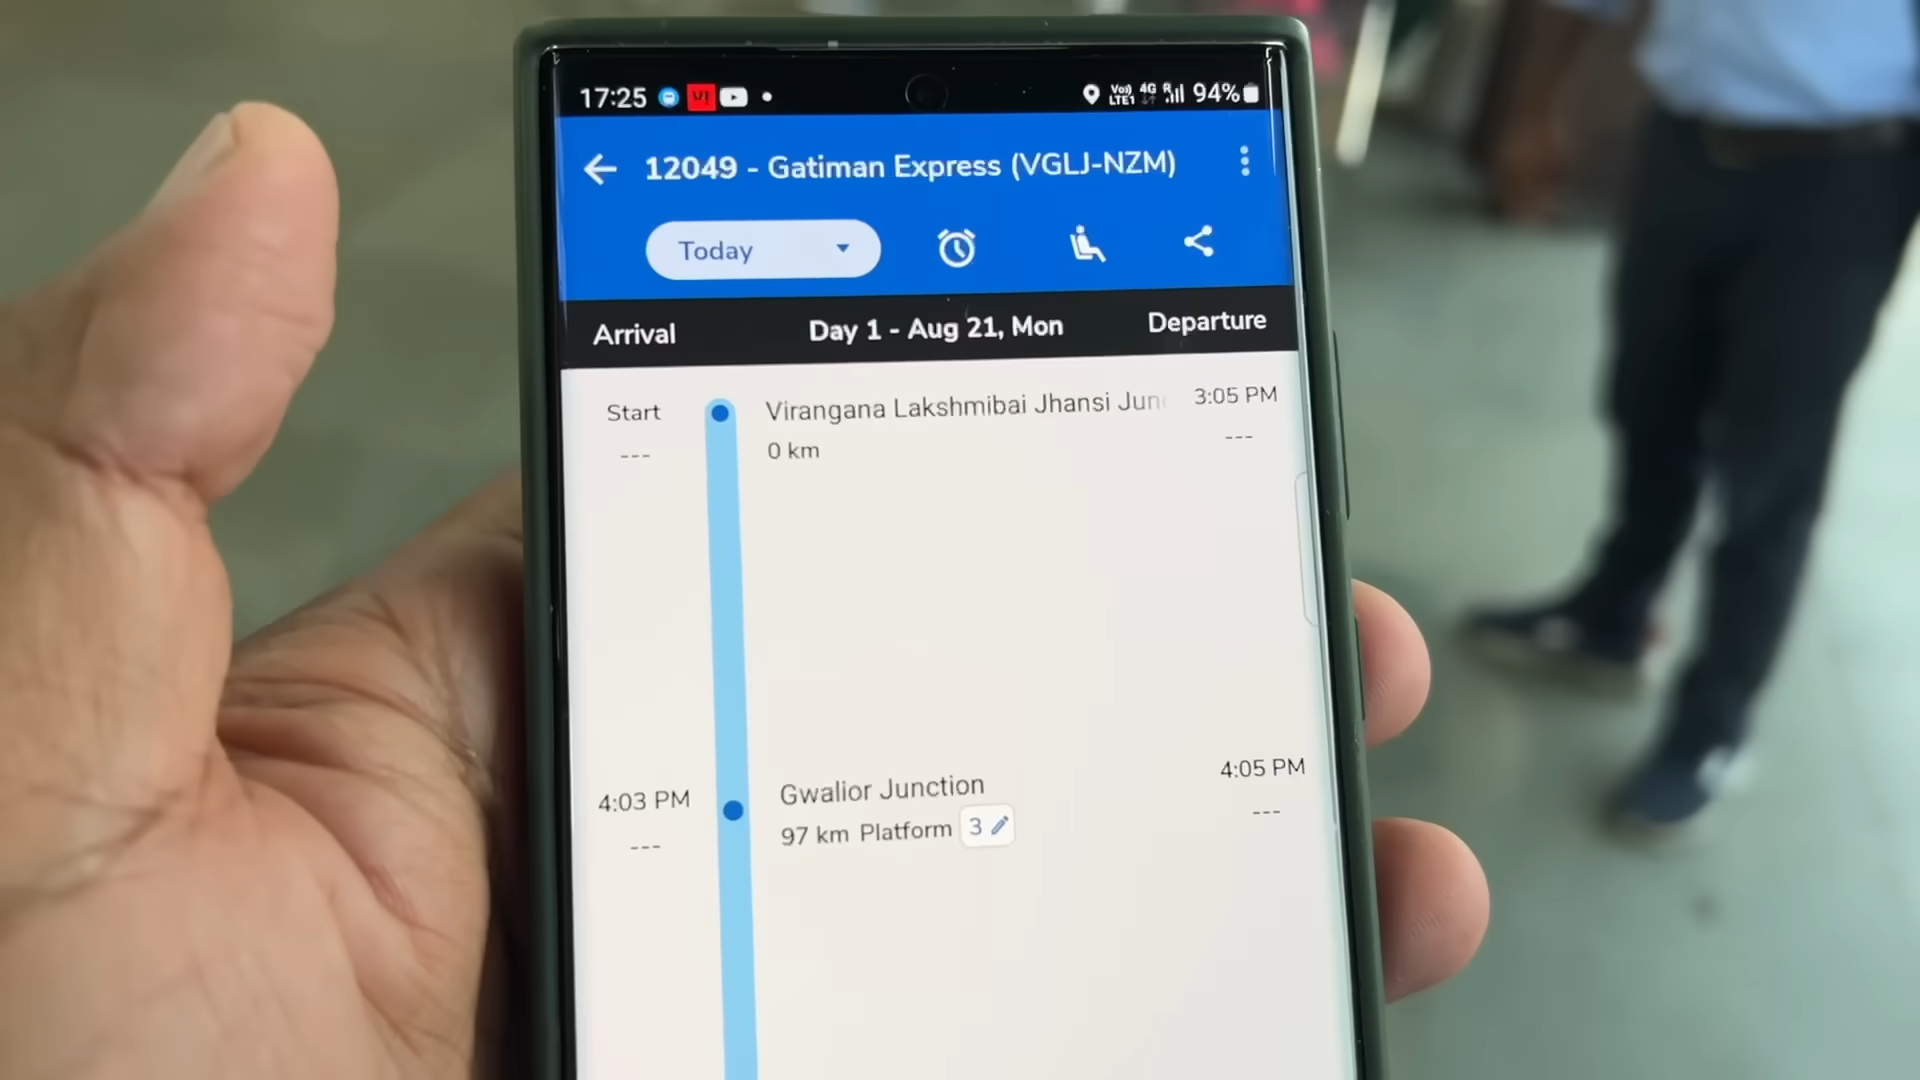 17:25 94%
12049 - Gatiman Express (VGLJ-NZM)
Today
Arrival Day 1 - Aug 21, Mon Departure
Start Virangana Lakshmibai Jhansi Jun 3:05 PM
--- 0 km ---
4:03 PM Gwalior Junction 4:05 PM
--- 97 km Platform 3 ---